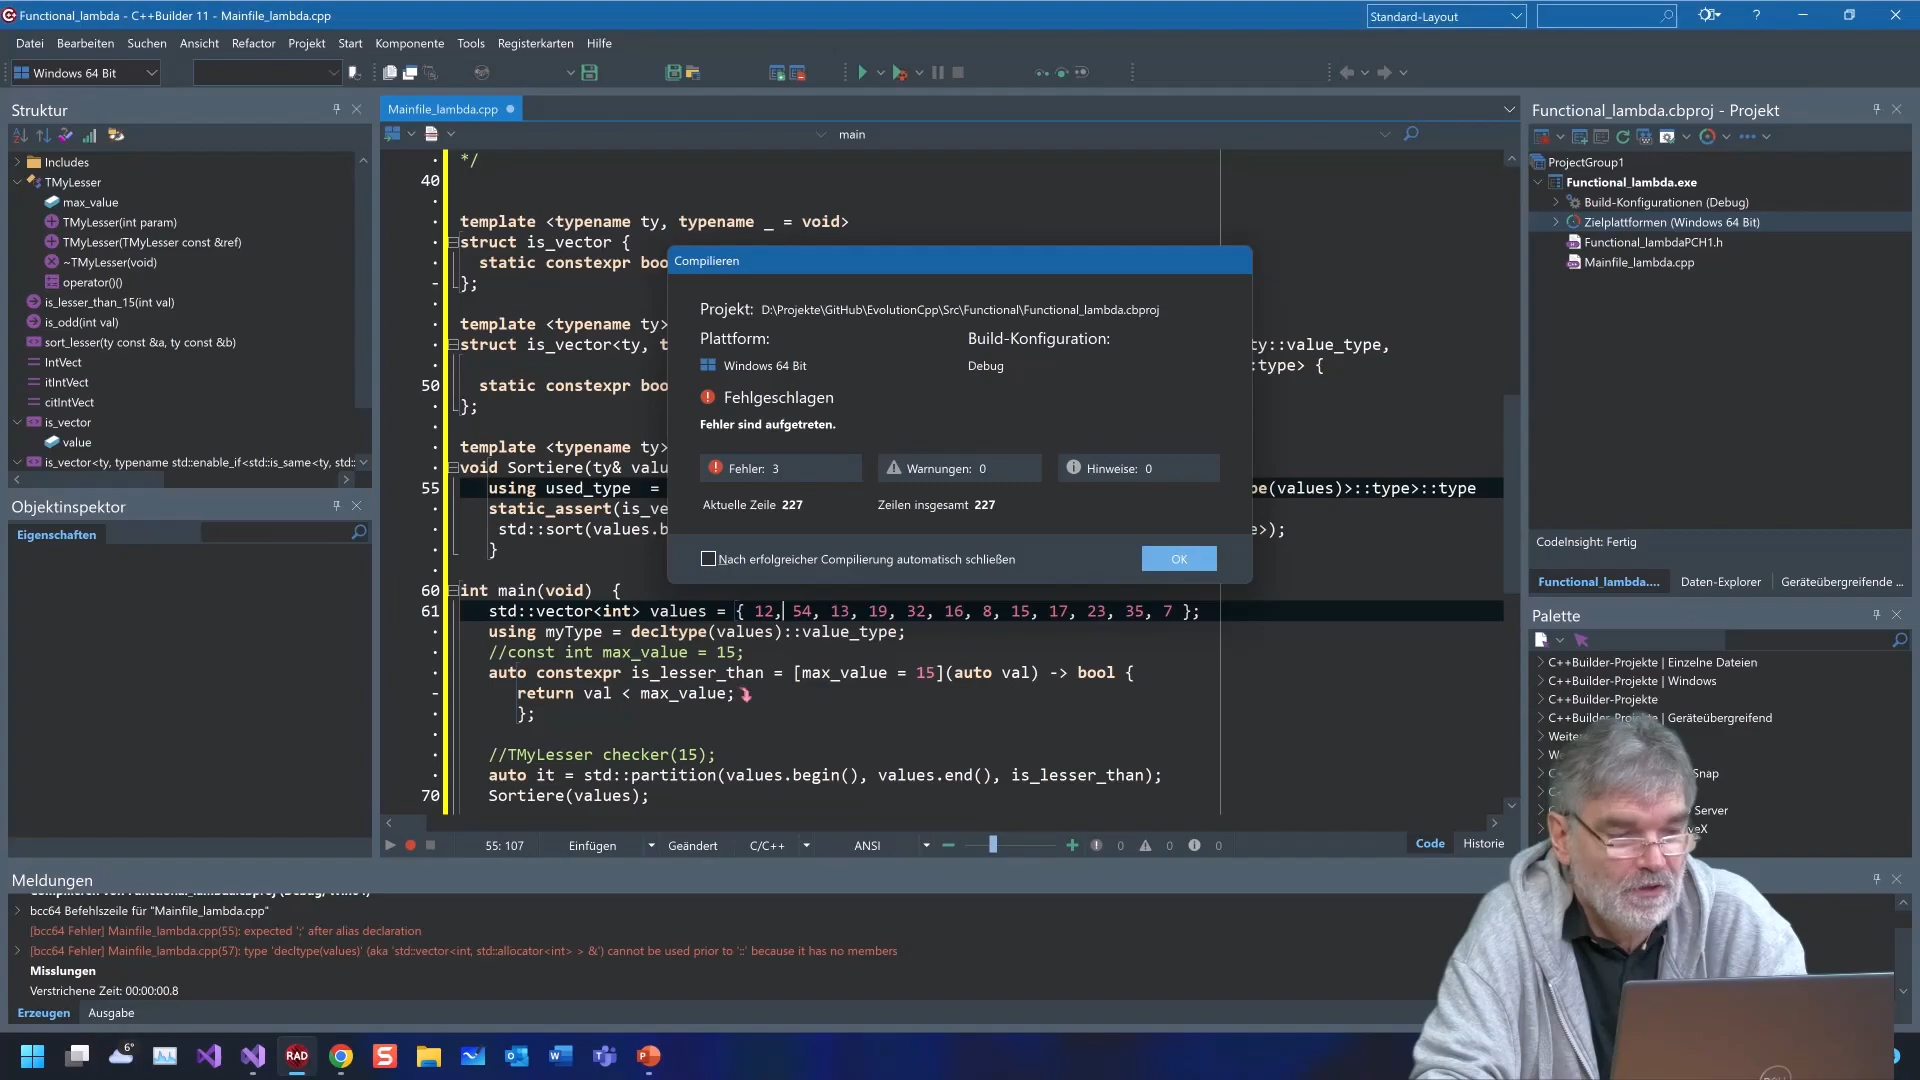 Functional_lambda - C++Builder 11 - Mainfile_lambda.cpp
Standard-Layout
Datei Bearbeiten Suchen Ansicht Refactor Projekt Start Komponente Tools Registerkarten Hilfe
Windows 64 Bit
Struktur
Includes
TMyLesser
max_value
TMyLesser(int param)
TMyLesser(TMyLesser const &ref)
~TMyLesser(void)
operator()()
is_lesser_than_15(int val)
is_odd(int val)
sort_lesser(ty const &a, ty const &b)
IntVect
itIntVect
citIntVect
is_vector
value
is_vector<ty, typename std::enable_if<std::is_same<ty, std::
Objektinspektor
Eigenschaften
Mainfile_lambda.cpp
main
*/
40
template <typename ty, typename _ = void>
struct is_vector {
static constexpr boo
};
template <typename ty>
struct is_vector<ty, t
ty::value_type,
:type> {
50 static constexpr boo
};
template <typename ty>
void Sortiere(ty& valu
55 using used_type =
pe(values)>::type>::type
static_assert(is_ve
std::sort(values.b
e>);
}
60 int main(void) {
61 std::vector<int> values = { 12, 54, 13, 19, 32, 16, 8, 15, 17, 23, 35, 7 };
using myType = decltype(values)::value_type;
//const int max_value = 15;
auto constexpr is_lesser_than = [max_value = 15](auto val) -> bool {
return val < max_value;
};
//TMyLesser checker(15);
auto it = std::partition(values.begin(), values.end(), is_lesser_than);
70 Sortiere(values);
55: 107 Einfügen Geändert C/C++ ANSI 0 0 0
Code Historie
Compilieren
Projekt: D:\Projekte\GitHub\EvolutionCpp\Src\Functional\Functional_lambda.cbproj
Plattform: Build-Konfiguration:
Windows 64 Bit Debug
Fehlgeschlagen
Fehler sind aufgetreten.
Fehler: 3 Warnungen: 0 Hinweise: 0
Aktuelle Zeile 227 Zeilen insgesamt 227
Nach erfolgreicher Compilierung automatisch schließen
OK
Functional_lambda.cbproj - Projekt
ProjectGroup1
Functional_lambda.exe
Build-Konfigurationen (Debug)
Zielplattformen (Windows 64 Bit)
Functional_lambdaPCH1.h
Mainfile_lambda.cpp
CodeInsight: Fertig
Functional_lambda.... Daten-Explorer Geräteübergreifende ...
Palette
C++Builder-Projekte | Einzelne Dateien
C++Builder-Projekte | Windows
C++Builder-Projekte
C++Builder-Projekte | Geräteübergreifend
Weitere
Snap
Server
Meldungen
Compilieren von Functional_lambda.cbproj (Debug, Win64)
bcc64 Befehlszeile für "Mainfile_lambda.cpp"
[bcc64 Fehler] Mainfile_lambda.cpp(55): expected ';' after alias declaration
[bcc64 Fehler] Mainfile_lambda.cpp(57): type 'decltype(values)' (aka 'std::vector<int, std::allocator<int> > &') cannot be used prior to '::' because it has no members
Misslungen
Verstrichene Zeit: 00:00:00.8
Erzeugen Ausgabe
6°
RAD